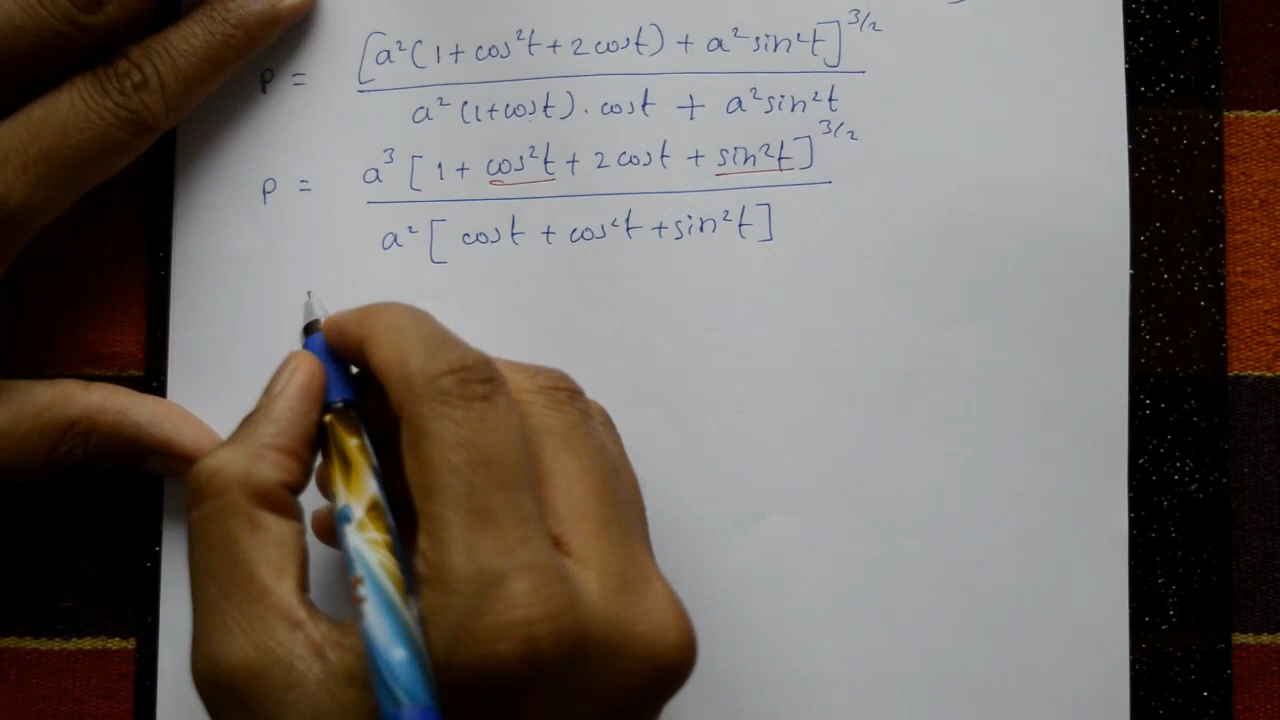 ρ = [a²(1+cos²t+2cost) + a²sin²t]^3/2
a²(1+cost).cost + a²sin²t
ρ = a³[1+cos²t+2cost+sin²t]^3/2
a²[cost+cos²t+sin²t]